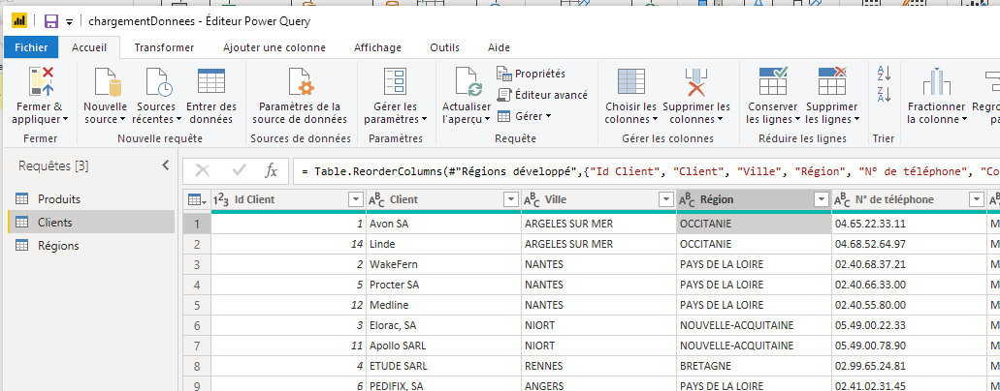 chargementDonnees - Éditeur Power Query
Fichier Accueil Transformer Ajouter une colonne Affichage Outils Aide
Fermer & appliquer Nouvelle source Sources récentes Entrer des données Paramètres de la source de données Gérer les paramètres Actualiser l'aperçu Propriétés Éditeur avancé Gérer Choisir les colonnes Supprimer les colonnes Conserver les lignes Supprimer les lignes A Z Z A Fractionner la colonne Regro
Fermer Nouvelle requête Sources de données Paramètres Requête Gérer les colonnes Réduire les lignes Trier
Requêtes [3]
Produits
Clients
Régions
fx = Table.ReorderColumns(#"Régions développé",{"Id Client", "Client", "Ville", "Région", "N° de téléphone", "Co
123 Id Client ABC Client ABC Ville ABC Région ABC N° de téléphone
1 1 Avon SA ARGELES SUR MER OCCITANIE 04.65.22.33.11 M
2 14 Linde ARGELES SUR MER OCCITANIE 04.68.52.64.97 M
3 2 WakeFern NANTES PAYS DE LA LOIRE 02.40.68.37.21 M
4 5 Procter SA NANTES PAYS DE LA LOIRE 02.40.66.33.00 M
5 12 Medline NANTES PAYS DE LA LOIRE 02.40.55.80.00 M
6 3 Elorac, SA NIORT NOUVELLE-ACQUITAINE 05.49.00.22.33 M
7 11 Apollo SARL NIORT NOUVELLE-ACQUITAINE 05.49.00.78.90 M
8 4 ETUDE SARL RENNES BRETAGNE 02.99.65.24.81 M
9 6 PEDIFIX, SA ANGERS PAYS DE LA LOIRE 02.41.02.31.45 M